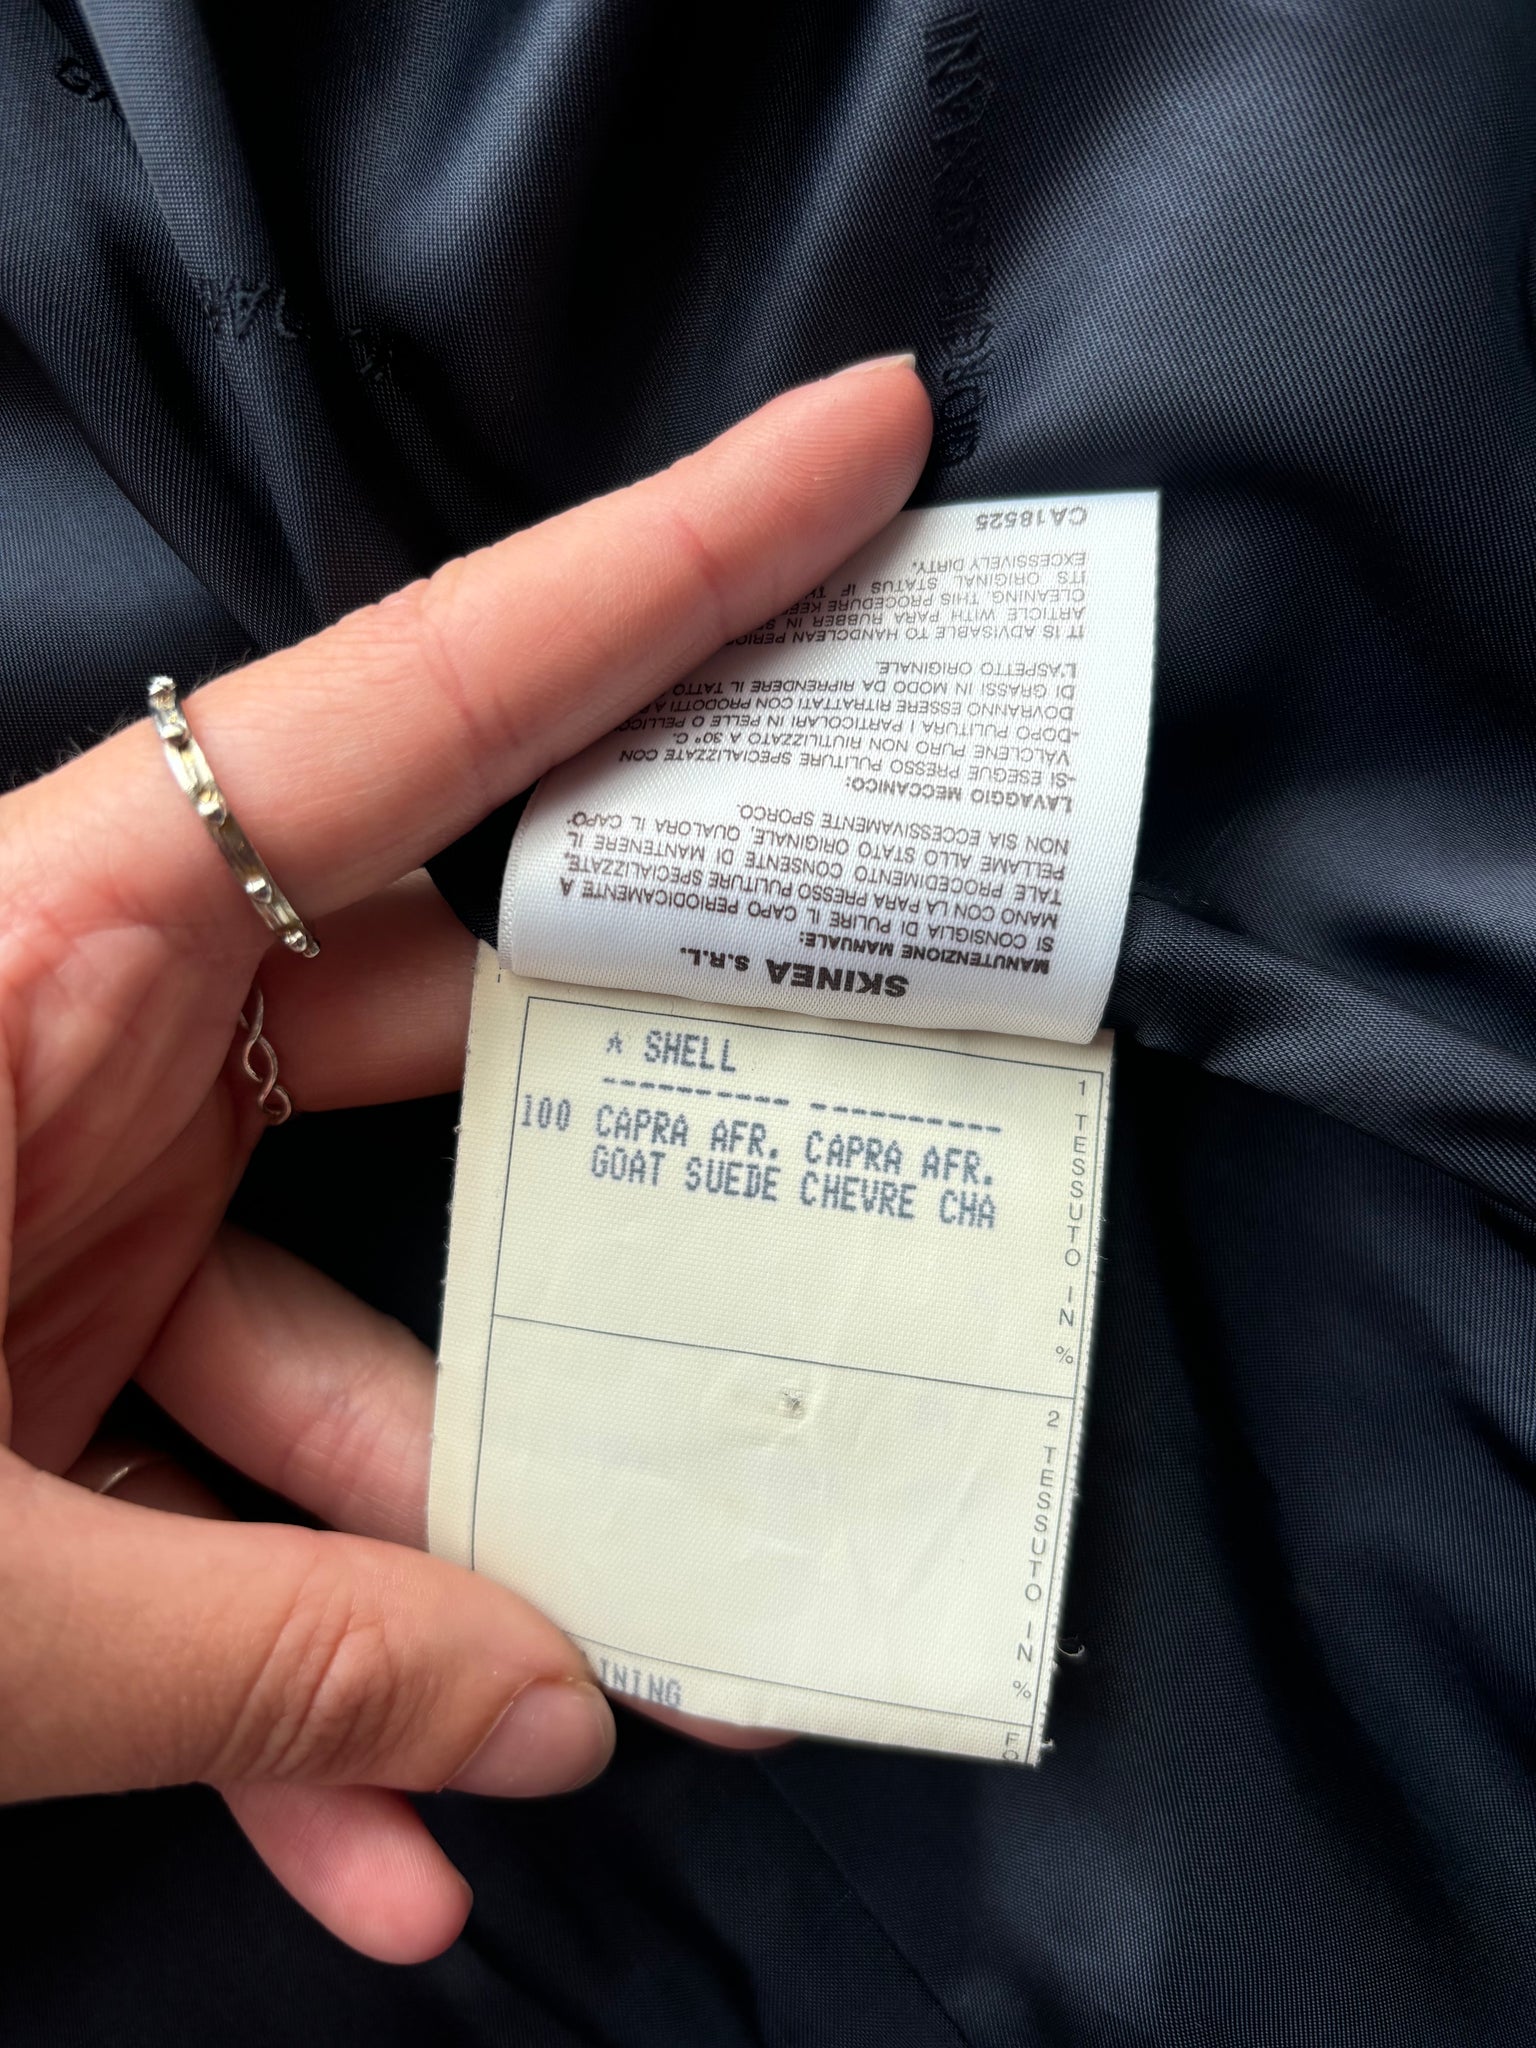 SKINEA S.R.L.
MANUTENZIONE MANUALE:
SI CONSIGLIA DI PULIRE IL CAPO PERIODICAMENTE A
MANO CON LA PARA PRESSO PULITURE SPECIALIZZATE,
TALE PROCEDIMENTO CONSENTE DI MANTENERE IL
PELLAME ALLO STATO ORIGINALE, QUALORA IL CAPO
NON SIA ECCESSIVAMENTE SPORCO.
LAVAGGIO MECCANICO:
-SI ESEGUE PRESSO PULITURE SPECIALIZZATE CON
VALCLENE PURO NON RIUTILIZZATO A 30° C.
-DOPO PULITURA I PARTICOLARI IN PELLE O
DOVRANNO ESSERE RITRATTATI CON PRODOTTI A
DI GRASSI IN MODO DA RIPRENDERE IL TATTO
L'ASPETTO ORIGINALE.
IT IS ADVISABLE TO HANDCLEAN
ARTICLE WITH PARA RUBBER IN
CLEANING, THIS PROCEDURE
ITS ORIGINAL STATUS IF
EXCESSIVELY DIRTY.
CA18525
* SHELL
100 CAPRA AFR. CAPRA AFR.
GOAT SUEDE CHEVRE CHA
1 TESSUTO IN %
2 TESSUTO IN %
INING
FO